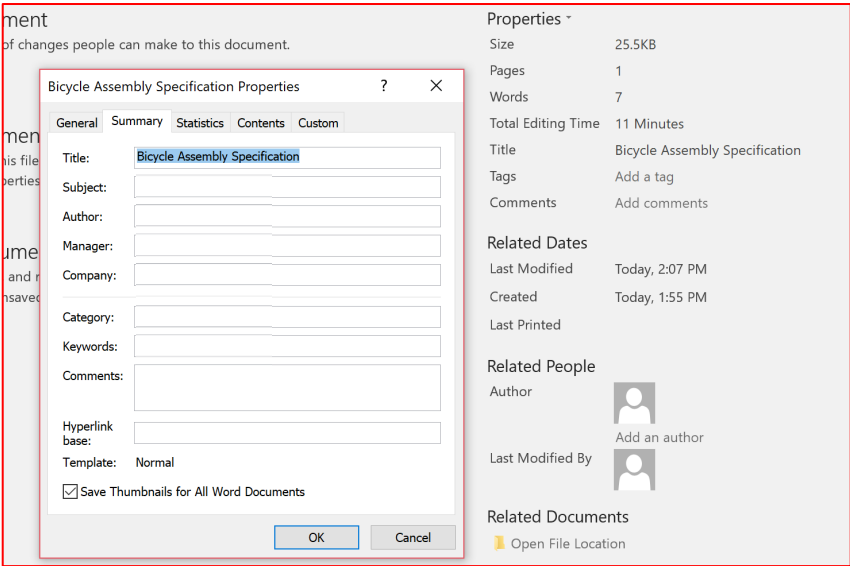 ment
of changes people can make to this document.
men
his file
perties
ume
and r
nsaved
Bicycle Assembly Specification Properties ?
General Summary Statistics Contents Custom
Title: Bicycle Assembly Specification
Subject:
Author:
Manager:
Company:
Category:
Keywords:
Comments:
Hyperlink
base:
Template: Normal
Save Thumbnails for All Word Documents
OK Cancel
Properties
Size 25.5KB
Pages 1
Words 7
Total Editing Time 11 Minutes
Title Bicycle Assembly Specification
Tags Add a tag
Comments Add comments
Related Dates
Last Modified Today, 2:07 PM
Created Today, 1:55 PM
Last Printed
Related People
Author
Add an author
Last Modified By
Related Documents
Open File Location